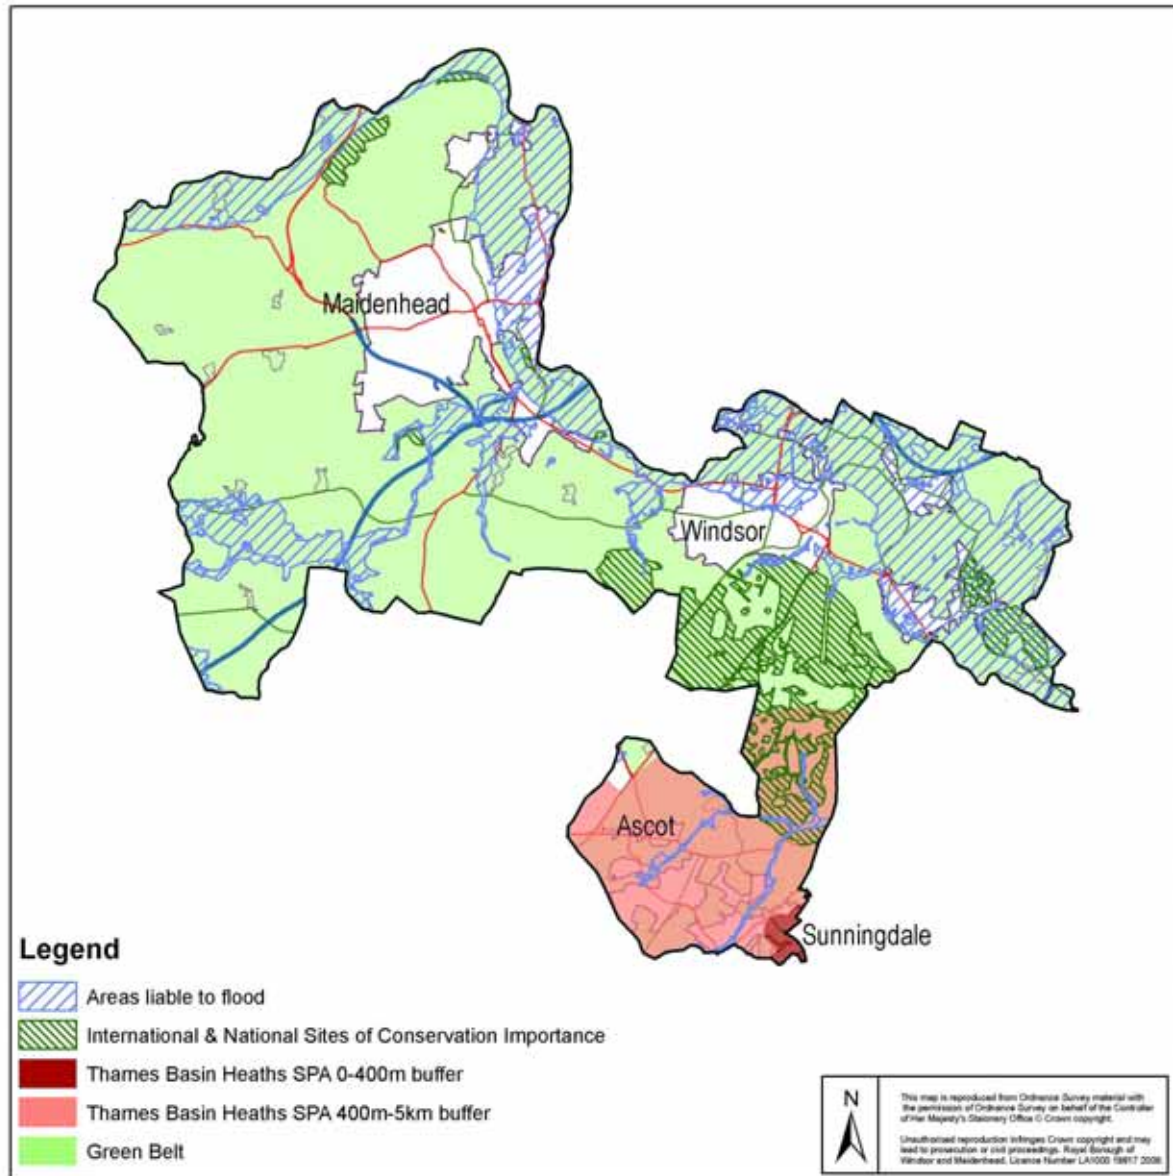 Maidenhead
Windsor
Ascot
Sunningdale
Legend
Areas liable to flood
International & National Sites of Conservation Importance
Thames Basin Heaths SPA 0-400m buffer
Thames Basin Heaths SPA 400m-5km buffer
Green Belt
N
This map is reproduced from Ordnance Survey material with
the permission of Ordnance Survey on behalf of the Controller
of Her Majesty's Stationery Office © Crown copyright.
Unauthorised reproduction infringes Crown copyright and may
lead to prosecution or civil proceedings. Royal Borough of
Windsor and Maidenhead. Licence Number 2008